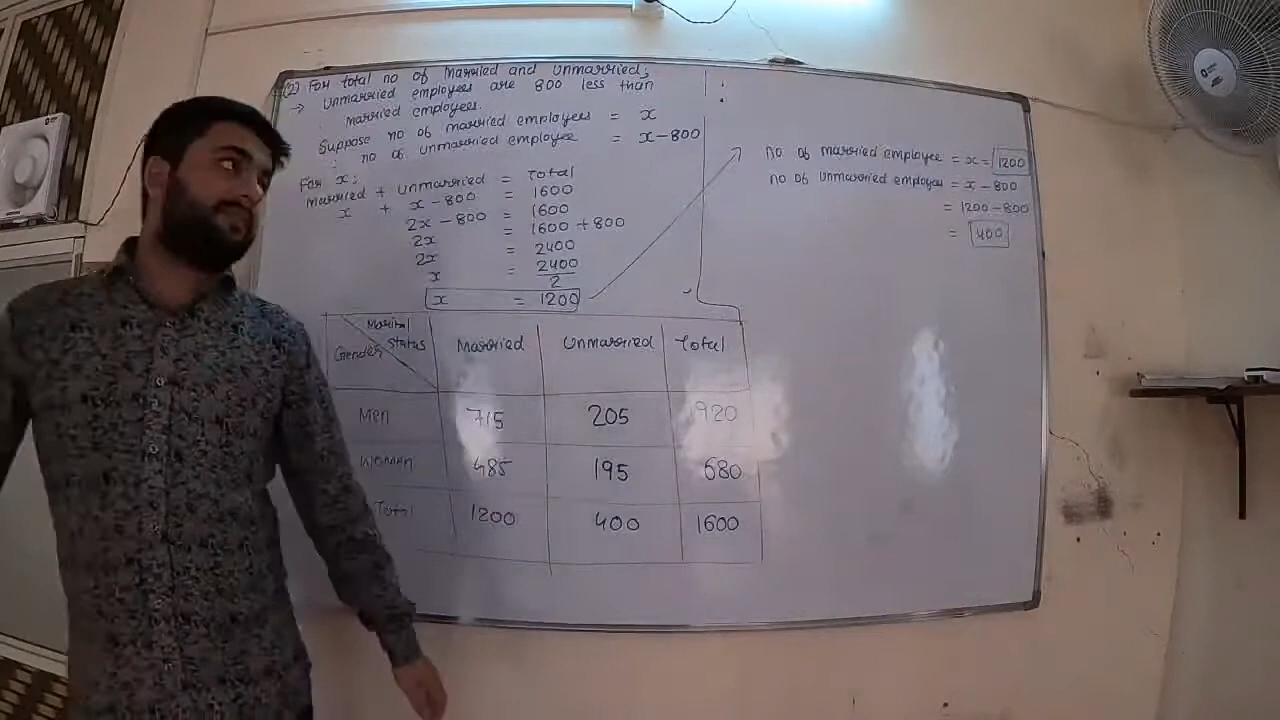 (2) For total no of Married and Unmarried,
→ Unmarried employees are 800 less than
married employees.
Suppose no of married employees = x
∴ no of unmarried employee = x-800
For x;
Married + unmarried = Total
x + x-800 = 1600
2x-800 = 1600
2x = 1600 + 800
2x = 2400
x = 2400/2
x = 1200
no of married employee = x = 1200
no of Unmarried employee = x-800
= 1200-800
= 400
Marital Status
Gender
Married Unmarried Total
Men 715 205 920
Woman 485 195 680
Total 1200 400 1600